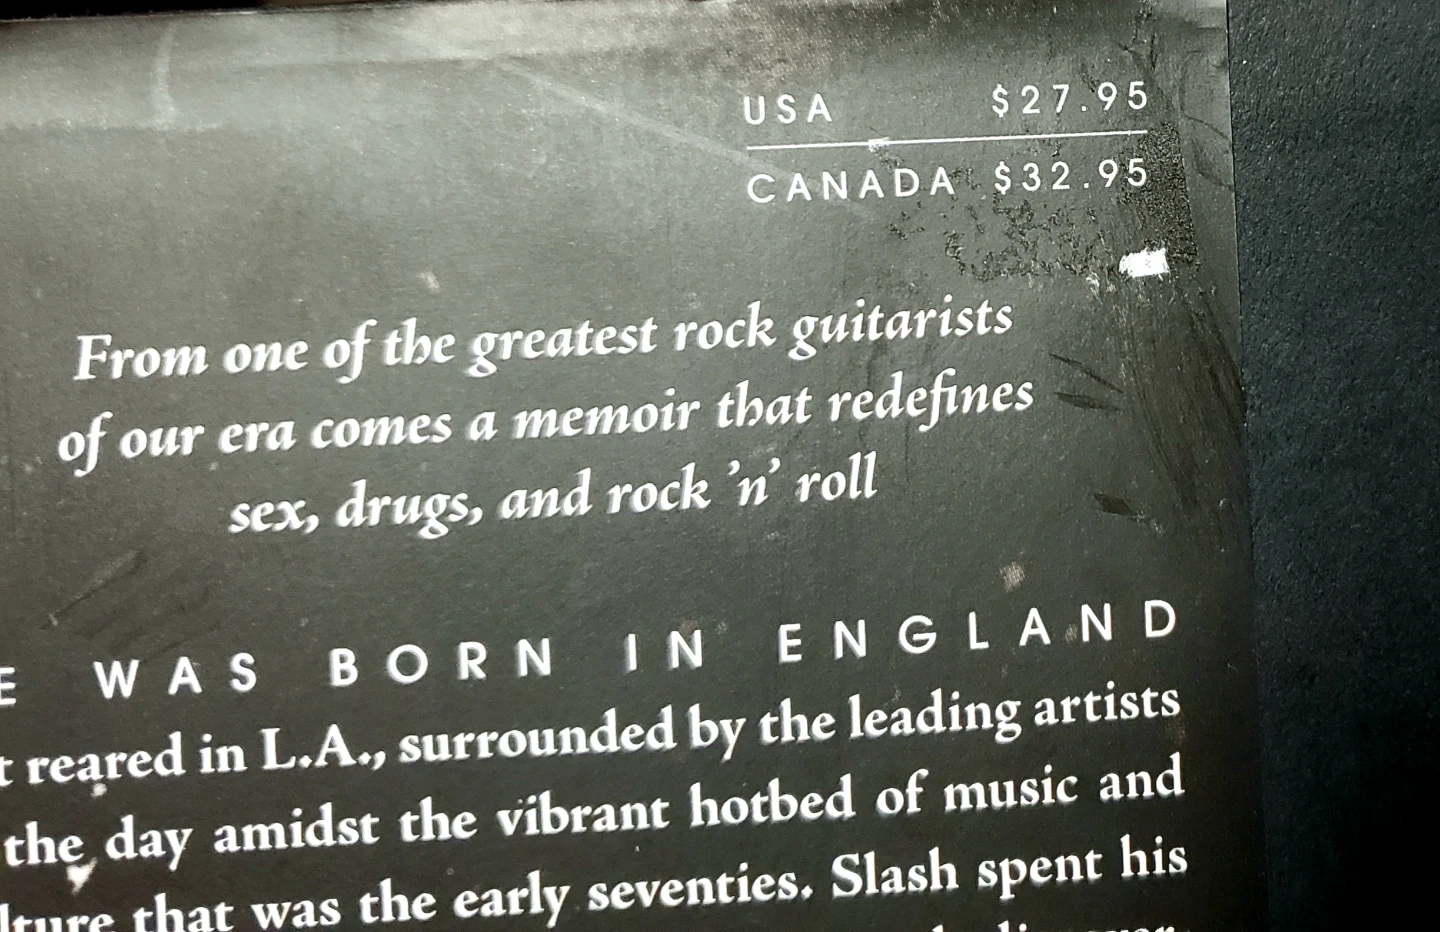 USA $27.95
CANADA $32.95
From one of the greatest rock guitarists
of our era comes a memoir that redefines
sex, drugs, and rock ’n’ roll
WAS BORN IN ENGLAND
reared in L.A., surrounded by the leading artists
the day amidst the vibrant hotbed of music and
that was the early seventies. Slash spent his